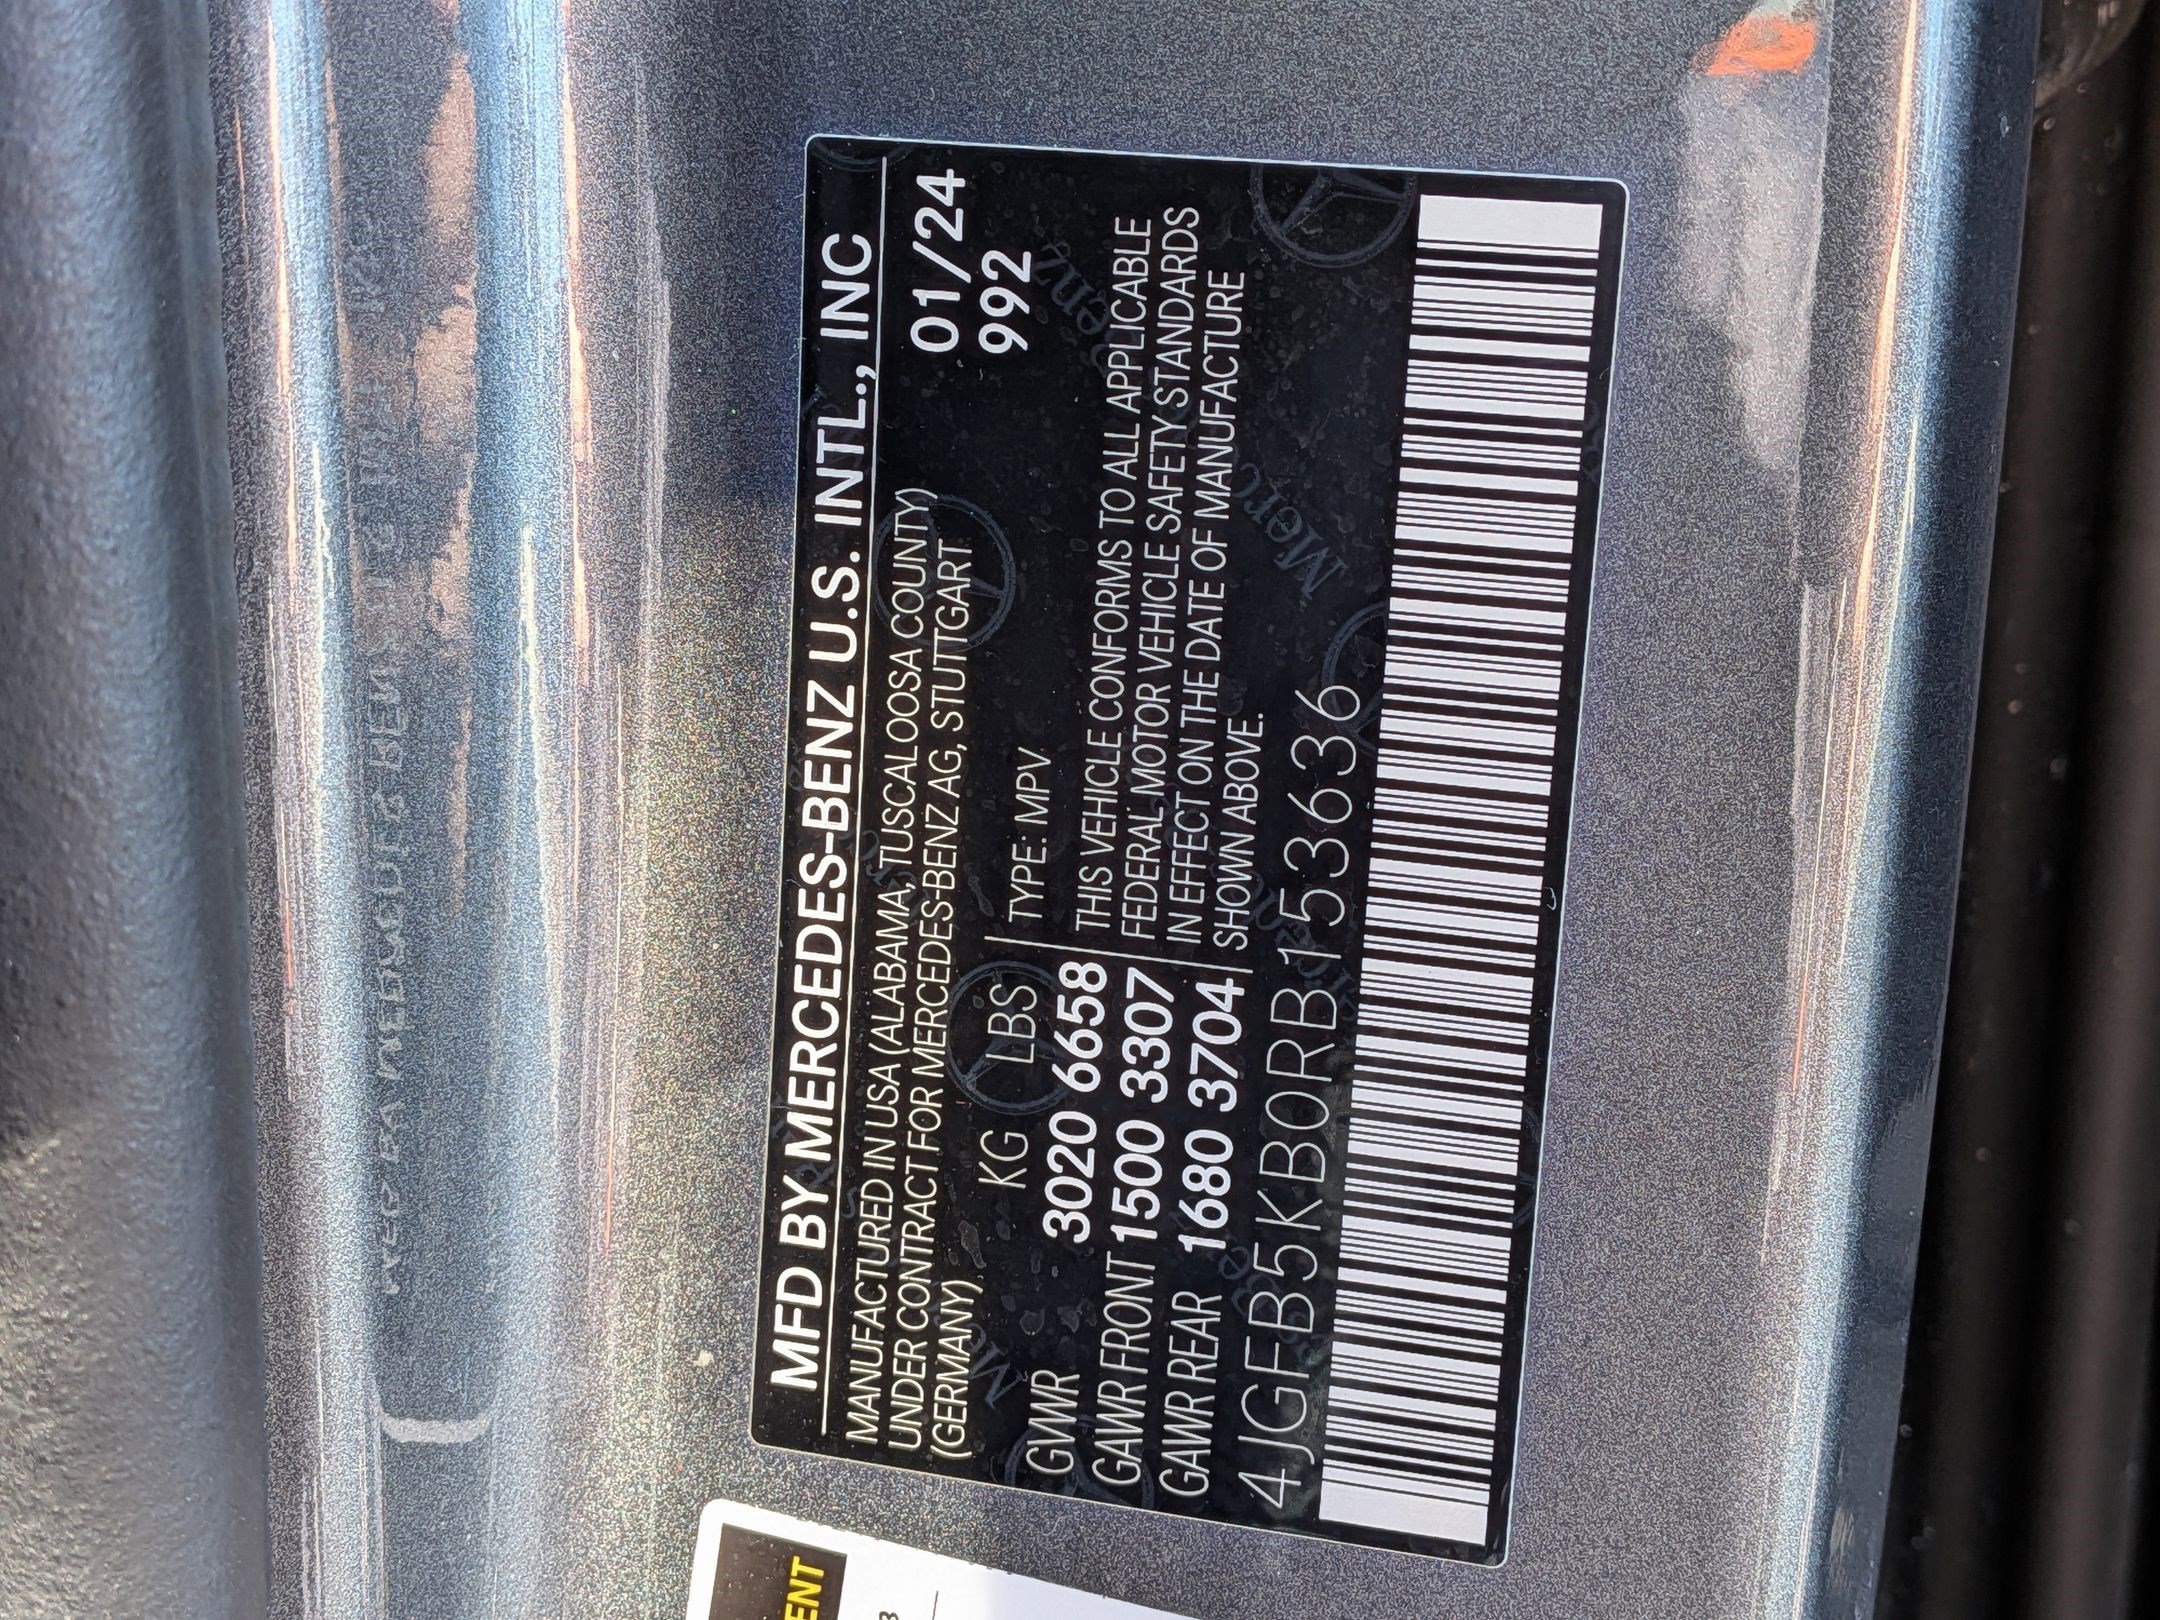 MFD BY MERCEDES-BENZ U.S. INTL., INC
MANUFACTURED IN USA (ALABAMA, TUSCALOOSA COUNTY)
UNDER CONTRACT FOR MERCEDES-BENZ AG, STUTTGART
(GERMANY)
01/24
992
KG LBS
GVWR 3020 6658
GAWR FRONT 1500 3307
GAWR REAR 1680 3704
TYPE: MPV
THIS VEHICLE CONFORMS TO ALL APPLICABLE
FEDERAL MOTOR VEHICLE SAFETY STANDARDS
IN EFFECT ON THE DATE OF MANUFACTURE
SHOWN ABOVE.
4JGFB5KB0RB153636